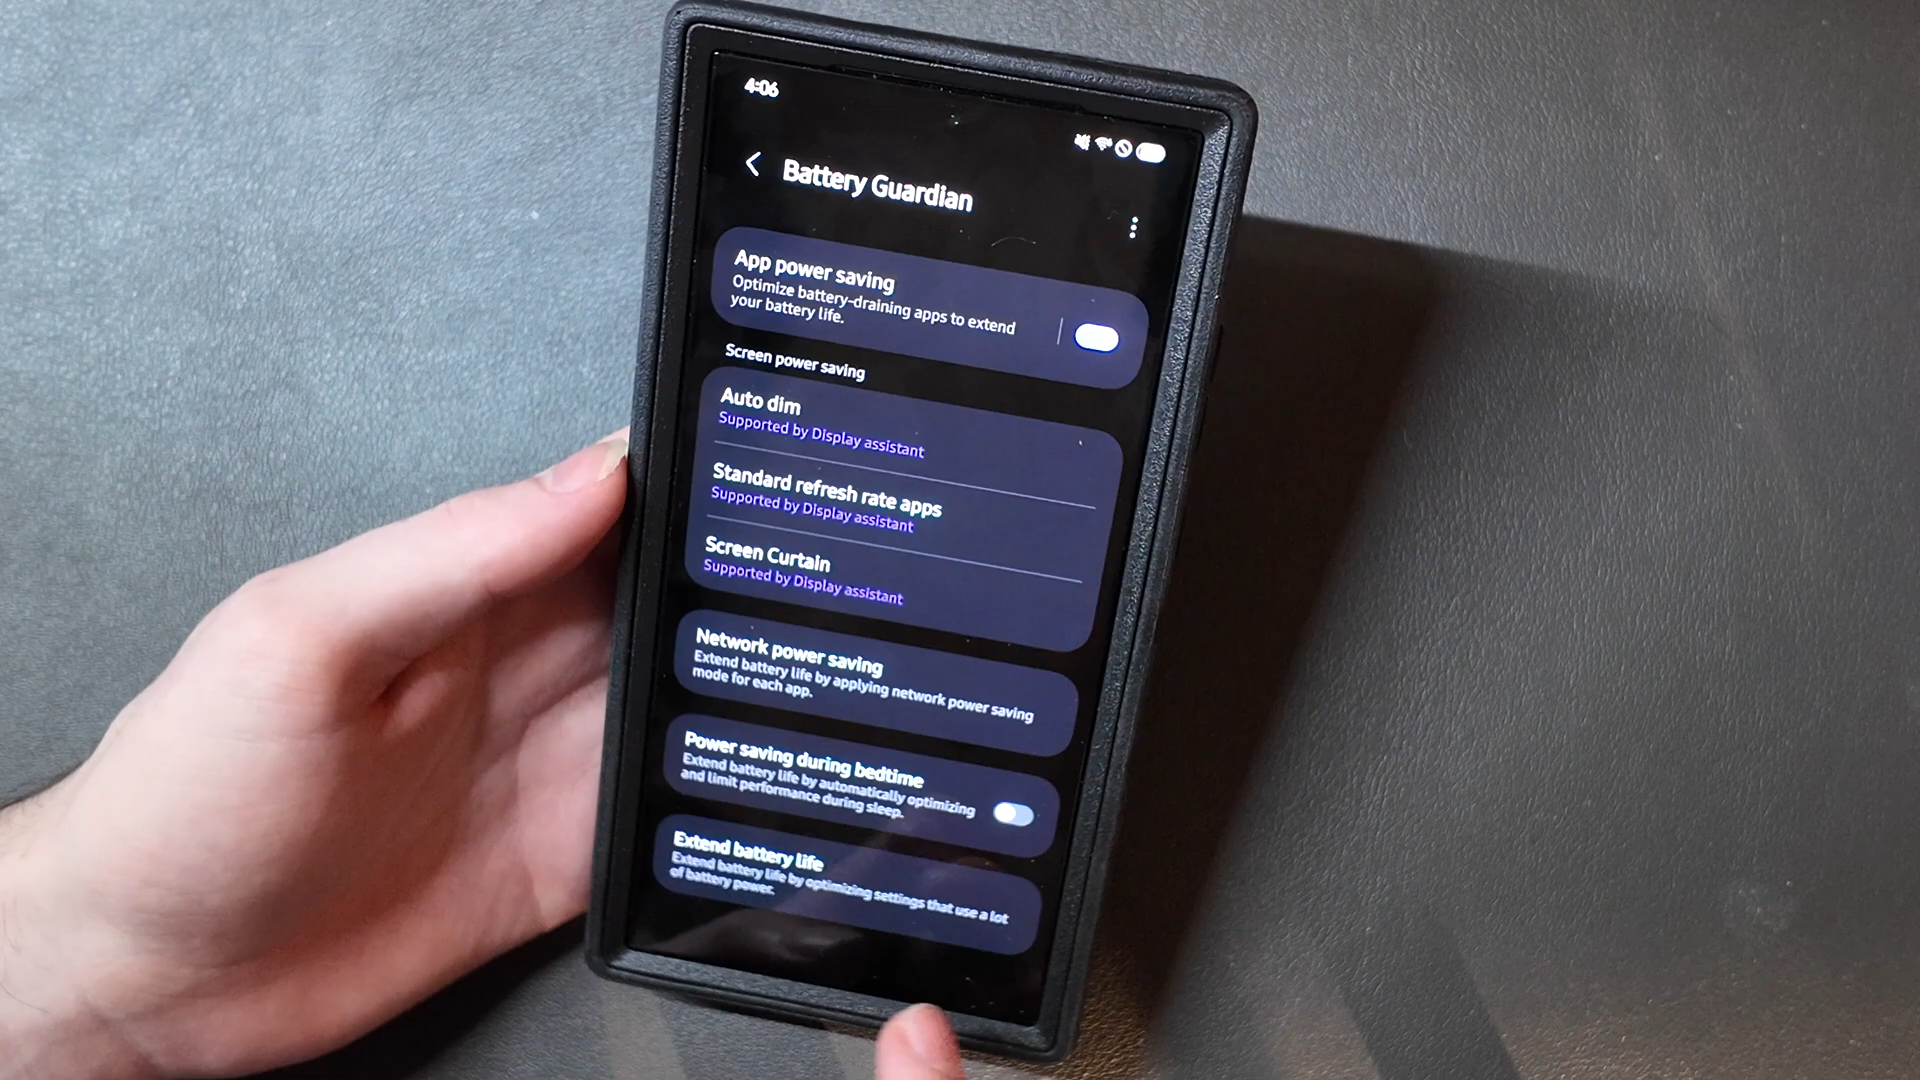 4:06
Battery Guardian
App power saving
Optimize battery-draining apps to extend
your battery life.
Screen power saving
Auto dim
Supported by Display assistant
Standard refresh rate apps
Supported by Display assistant
Screen Curtain
Supported by Display assistant
Network power saving
Extend battery life by applying network power saving
mode for each app.
Power saving during bedtime
Extend battery life by automatically optimizing
and limit performance during sleep.
Extend battery life
Extend battery life by optimizing settings that use a lot
of battery power.